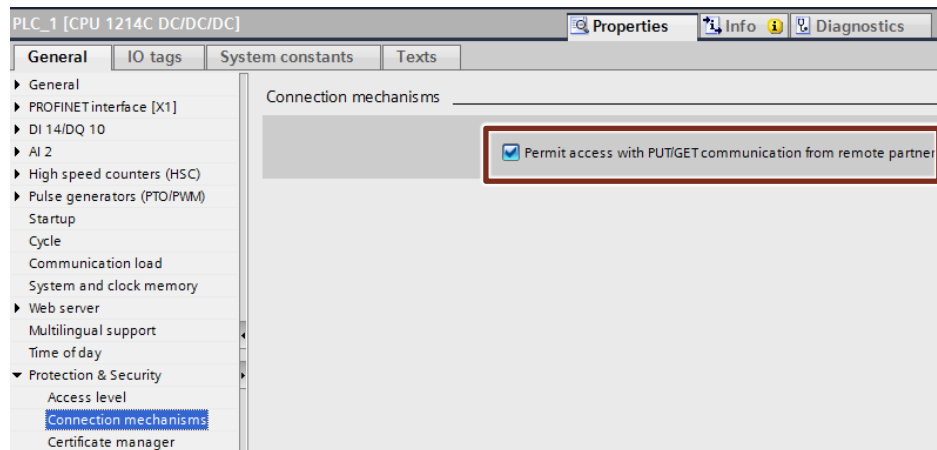 PLC_1 [CPU 1214C DC/DC/DC]
Properties Info Diagnostics
General IO tags System constants Texts
General
PROFINET interface [X1]
DI 14/DQ 10
AI 2
High speed counters (HSC)
Pulse generators (PTO/PWM)
Startup
Cycle
Communication load
System and clock memory
Web server
Multilingual support
Time of day
Protection & Security
Access level
Connection mechanisms
Certificate manager
Connection mechanisms
Permit access with PUT/GET communication from remote partner